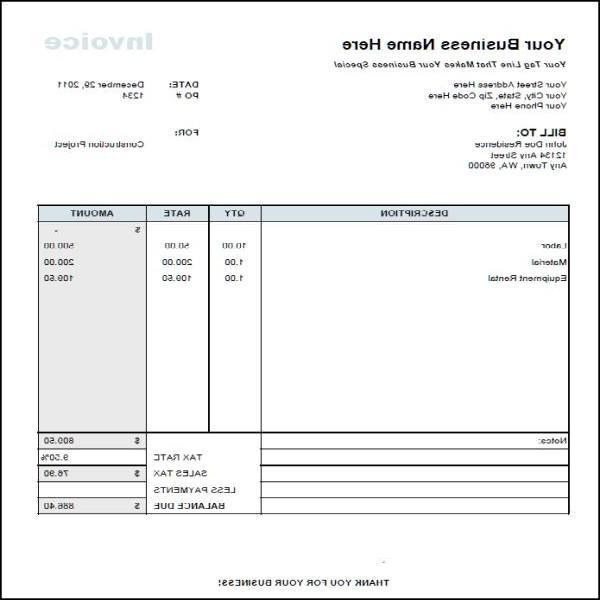 Your Business Name Here
Invoice
Your Tag Line That Makes Your Business Special
Your Street Address Here
DATE: December 29, 2011
Your City, State, Zip Code Here
PO # 1234
Your Phone Here
BILL TO:
FOR:
John Doe Residence
Construction Project
12134 Any Street
Any Town, WA, 98000
DESCRIPTION QTY RATE AMOUNT
$ -
Labor 10.00 50.00 500.00
Material 1.00 200.00 200.00
Equipment Rental 1.00 109.50 109.50
Notes: $ 809.50
TAX RATE 9.50%
SALES TAX $ 76.90
LESS PAYMENTS
BALANCE DUE $ 886.40
THANK YOU FOR YOUR BUSINESS!